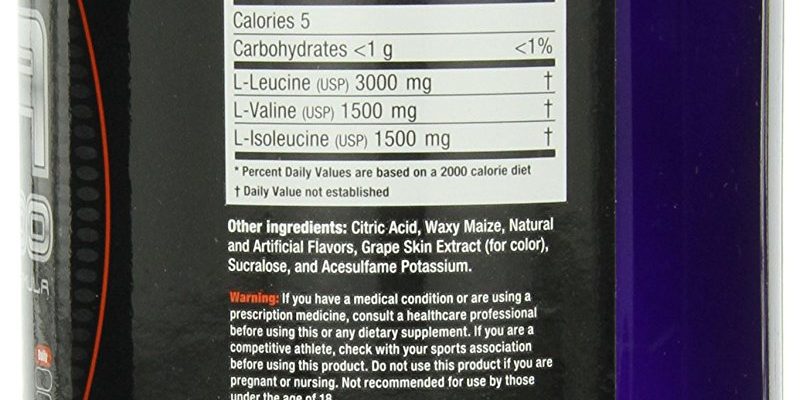 Calories 5
Carbohydrates <1 g <1%
L-Leucine (USP) 3000 mg †
L-Valine (USP) 1500 mg †
L-Isoleucine (USP) 1500 mg †
* Percent Daily Values are based on a 2000 calorie diet
† Daily Value not established
Other ingredients: Citric Acid, Waxy Maize, Natural
and Artificial Flavors, Grape Skin Extract (for color),
Sucralose, and Acesulfame Potassium.
Warning: If you have a medical condition or are using a
prescription medicine, consult a healthcare professional
before using this or any dietary supplement. If you are a
competitive athlete, check with your sports association
before using this product. Do not use this product if you are
pregnant or nursing. Not recommended for use by those
under the age of 18.